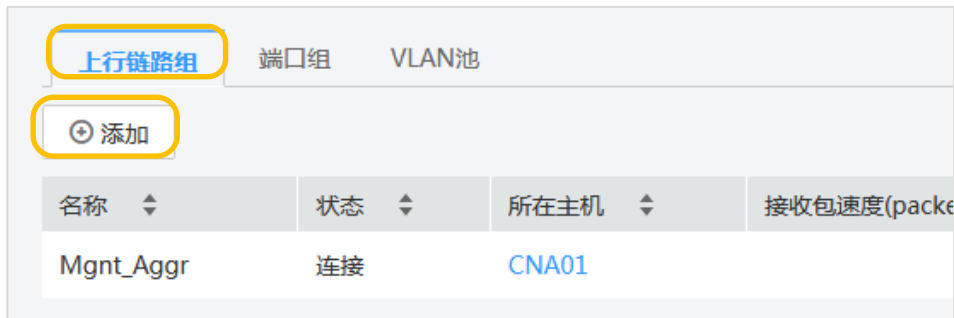 上行链路组 端口组 VLAN池
添加
名称 状态 所在主机 接收包速度(packe
Mgnt_Aggr 连接 CNA01